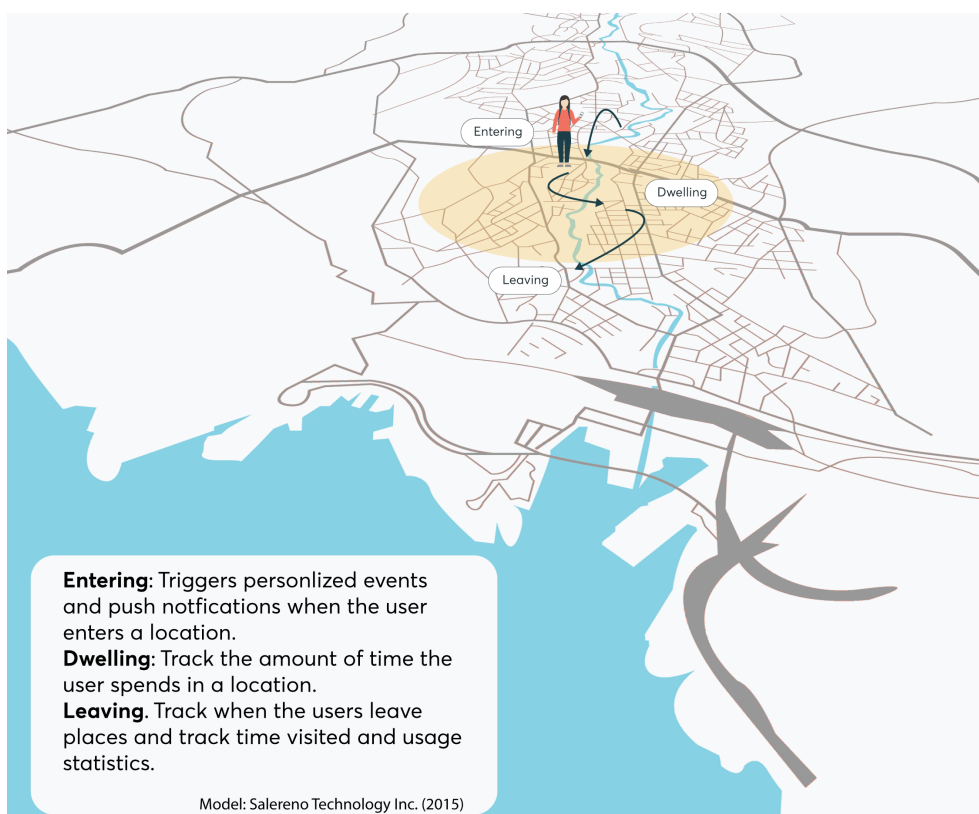 Entering
Dwelling
Leaving
Entering: Triggers personlized events
and push notfications when the user
enters a location.
Dwelling: Track the amount of time the
user spends in a location.
Leaving. Track when the users leave
places and track time visited and usage
statistics.
Model: Salereno Technology Inc. (2015)